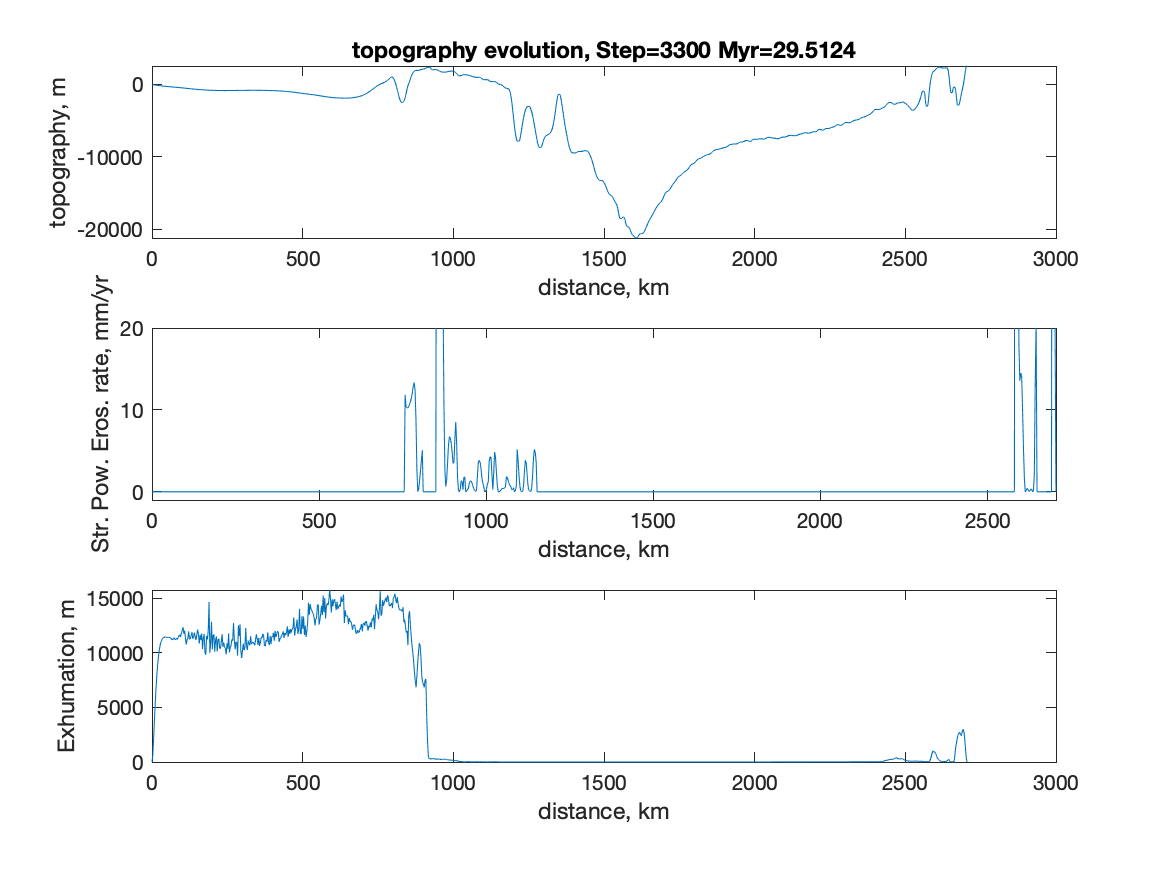 topography evolution, Step=3300 Myr=29.5124
topography, m
0
-10000
-20000
0 500 1000 1500 2000 2500 3000
distance, km
Str. Pow. Eros. rate, mm/yr
20
10
0
0 500 1000 1500 2000 2500
distance, km
Exhumation, m
15000
10000
5000
0
0 500 1000 1500 2000 2500 3000
distance, km